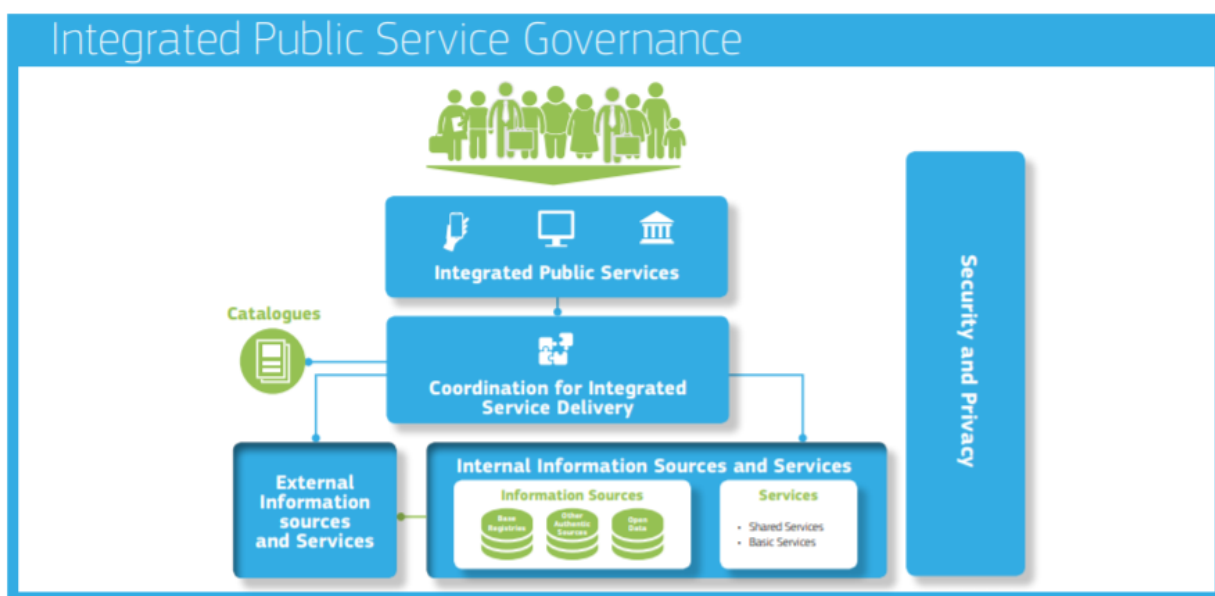 Integrated Public Service Governance
Integrated Public Services
Catalogues
Coordination for Integrated
Service Delivery
External
Information
sources
and Services
Internal Information Sources and Services
Information Sources
Base
Registries
Other
Authentic
Sources
Open
Data
Services
• Shared Services
• Basic Services
Security and Privacy